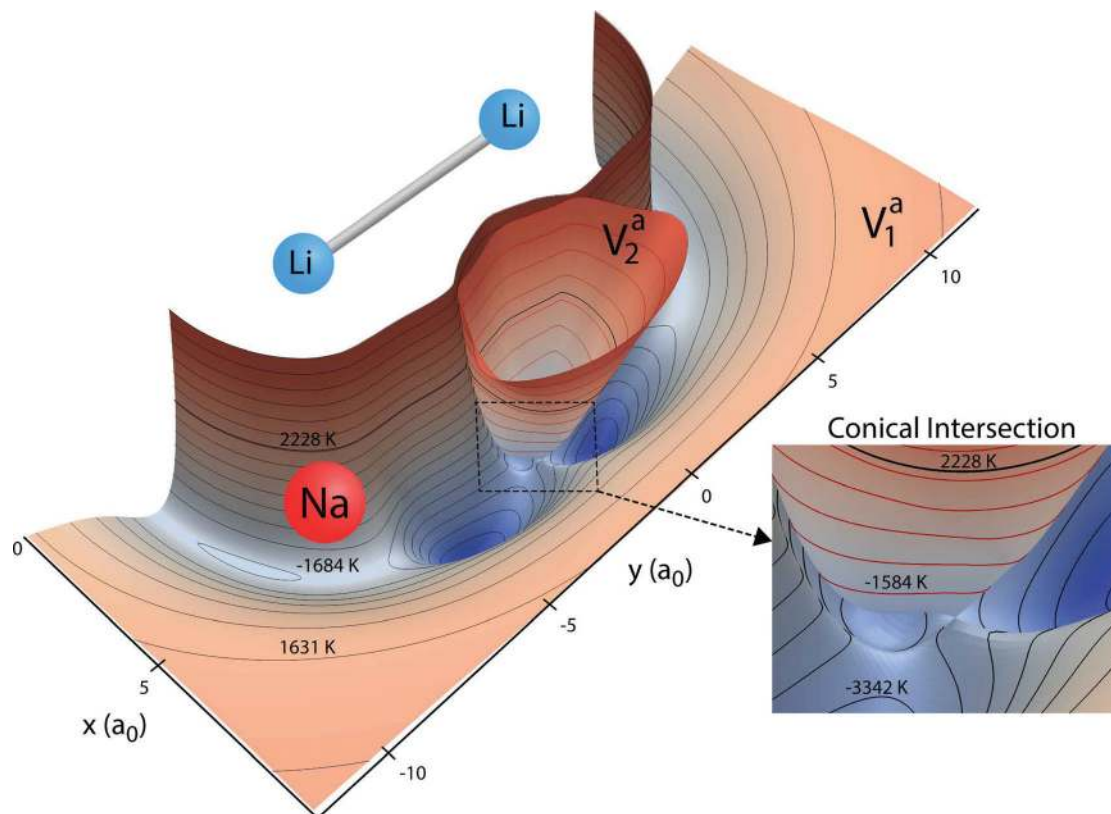 Li
Li
V₂ᵃ
V₁ᵃ
10
5
Conical Intersection
2228 K
2228 K
Na
0
-1584 K
0
-1684 K
y (a₀)
-5
1631 K
-3342 K
5
x (a₀)
-10